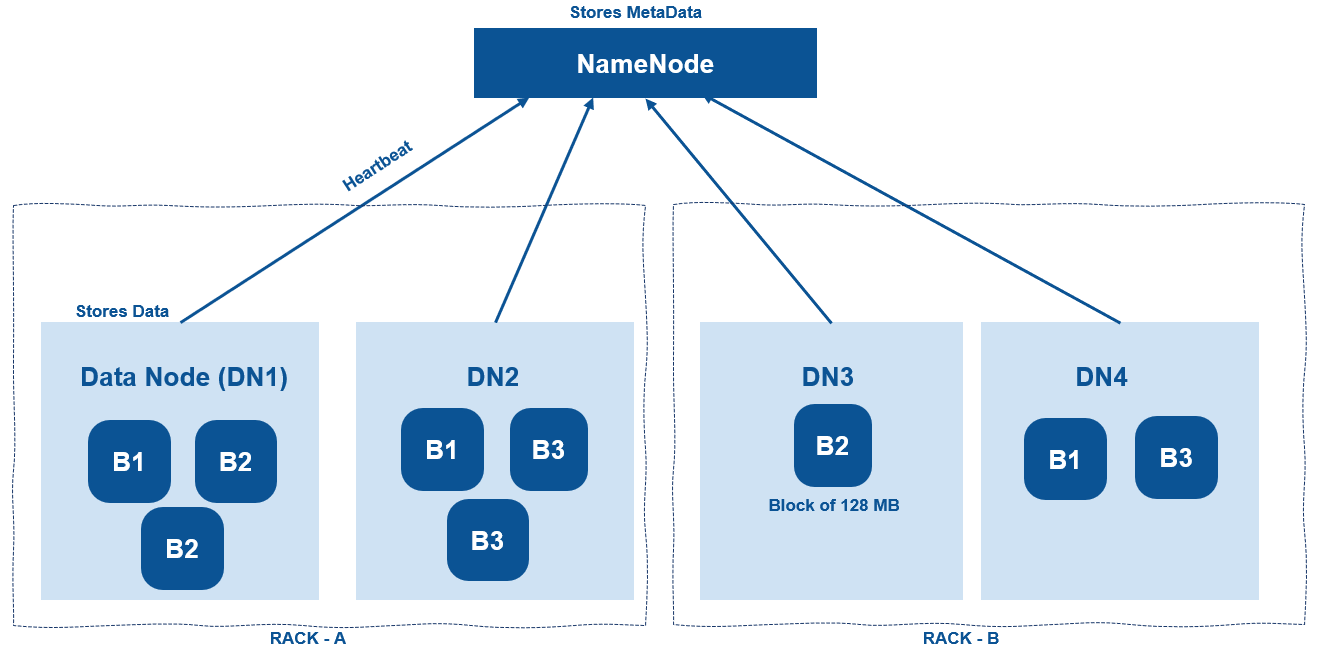 Stores MetaData
NameNode
Heartbeat
Stores Data
Data Node (DN1)
B1
B2
B2
DN2
B1
B3
B3
RACK - A
DN3
B2
Block of 128 MB
DN4
B1
B3
RACK - B